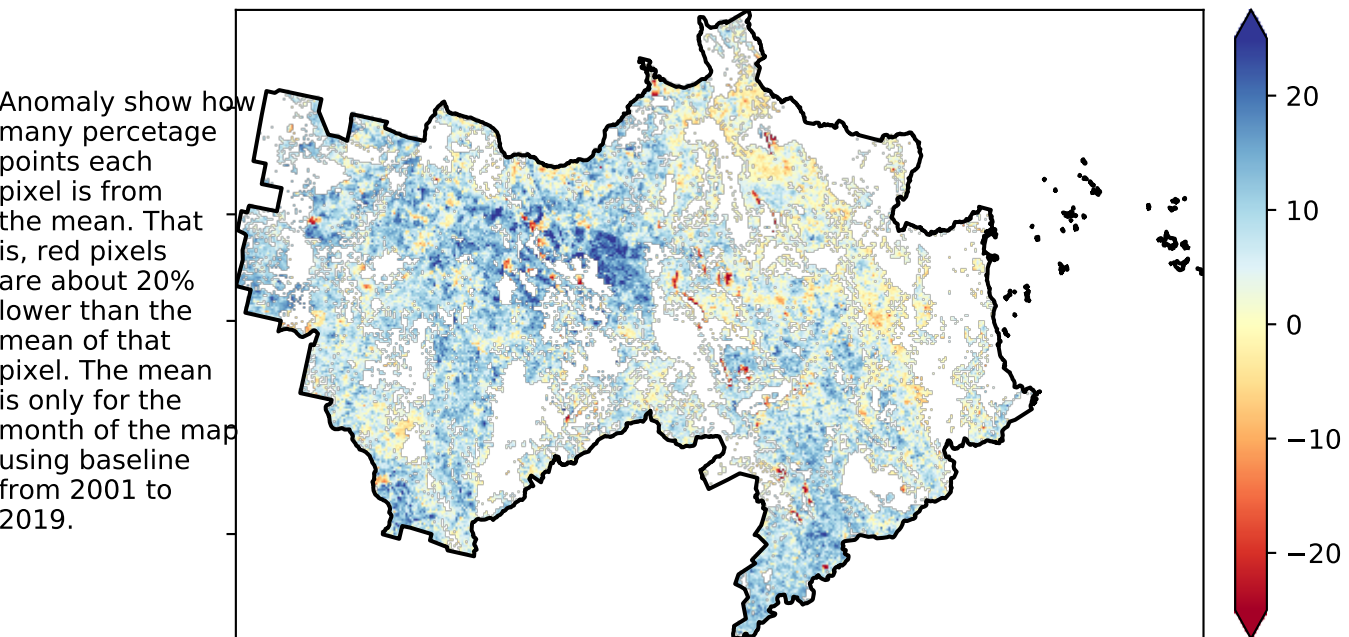 Anomaly show how
many percetage
points each
pixel is from
the mean. That
is, red pixels
are about 20%
lower than the
mean of that
pixel. The mean
is only for the
month of the map
using baseline
from 2001 to
2019.
20
10
0
−10
−20